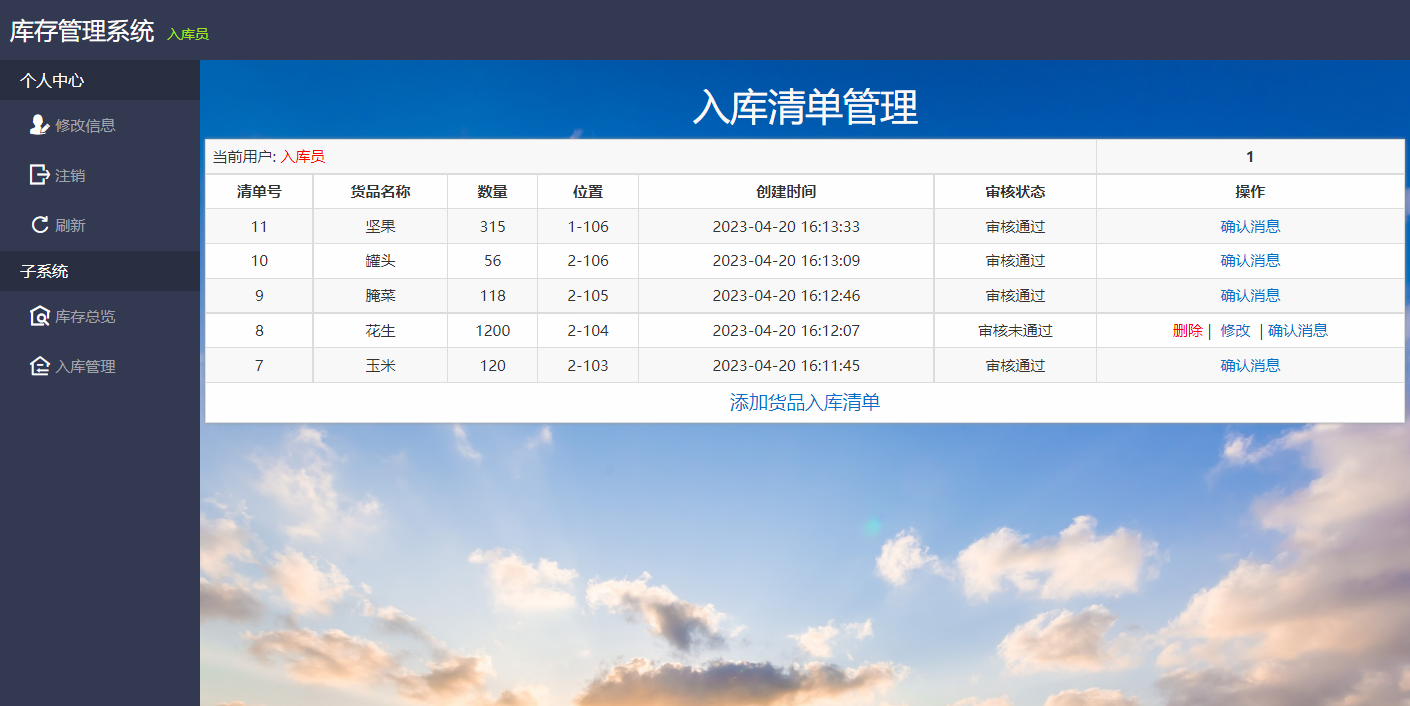 库存管理系统 入库员
个人中心
修改信息
注销
刷新
子系统
库存总览
入库管理
入库清单管理
当前用户: 入库员 1
清单号 货品名称 数量 位置 创建时间 审核状态 操作
11 坚果 315 1-106 2023-04-20 16:13:33 审核通过 确认消息
10 罐头 56 2-106 2023-04-20 16:13:09 审核通过 确认消息
9 腌菜 118 2-105 2023-04-20 16:12:46 审核通过 确认消息
8 花生 1200 2-104 2023-04-20 16:12:07 审核未通过 删除 | 修改 | 确认消息
7 玉米 120 2-103 2023-04-20 16:11:45 审核通过 确认消息
添加货品入库清单